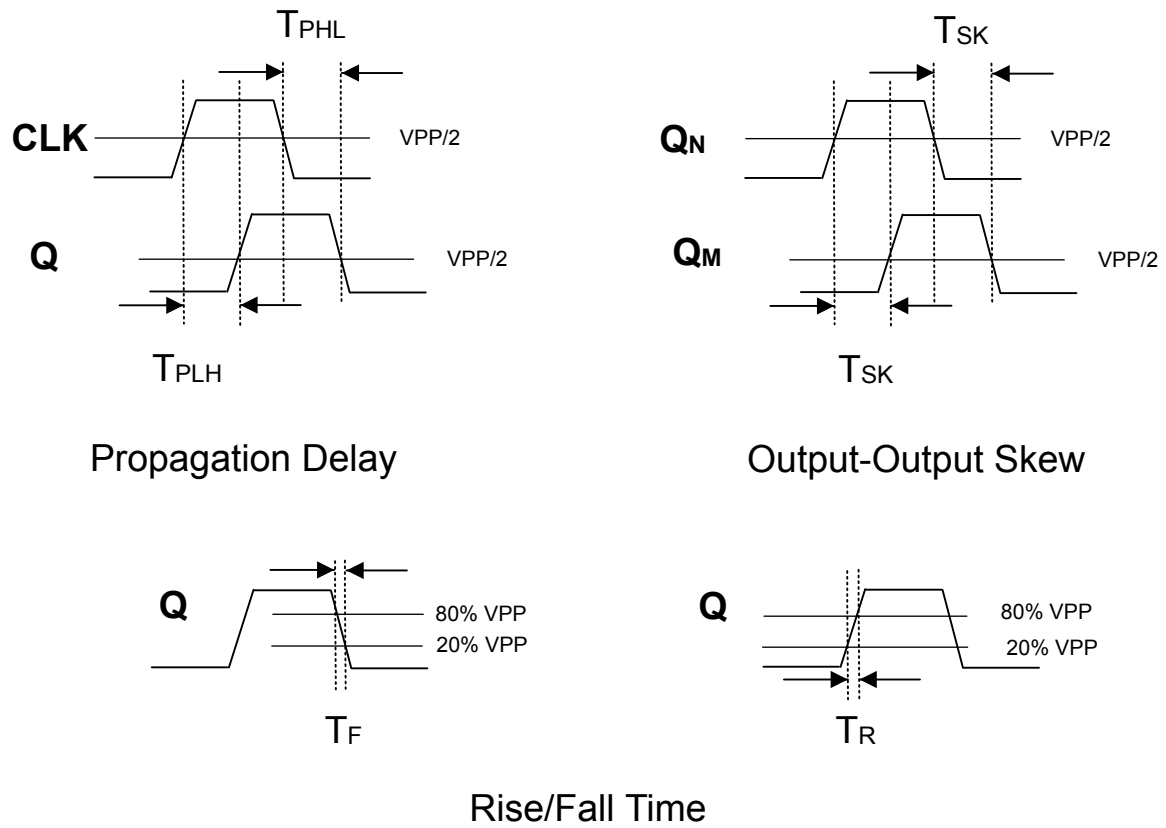 TPHL
CLK
VPP/2
Q
VPP/2
TPLH
Propagation Delay
TSK
QN
VPP/2
QM
VPP/2
TSK
Output-Output Skew
Q
80% VPP
20% VPP
TF
Q
80% VPP
20% VPP
TR
Rise/Fall Time